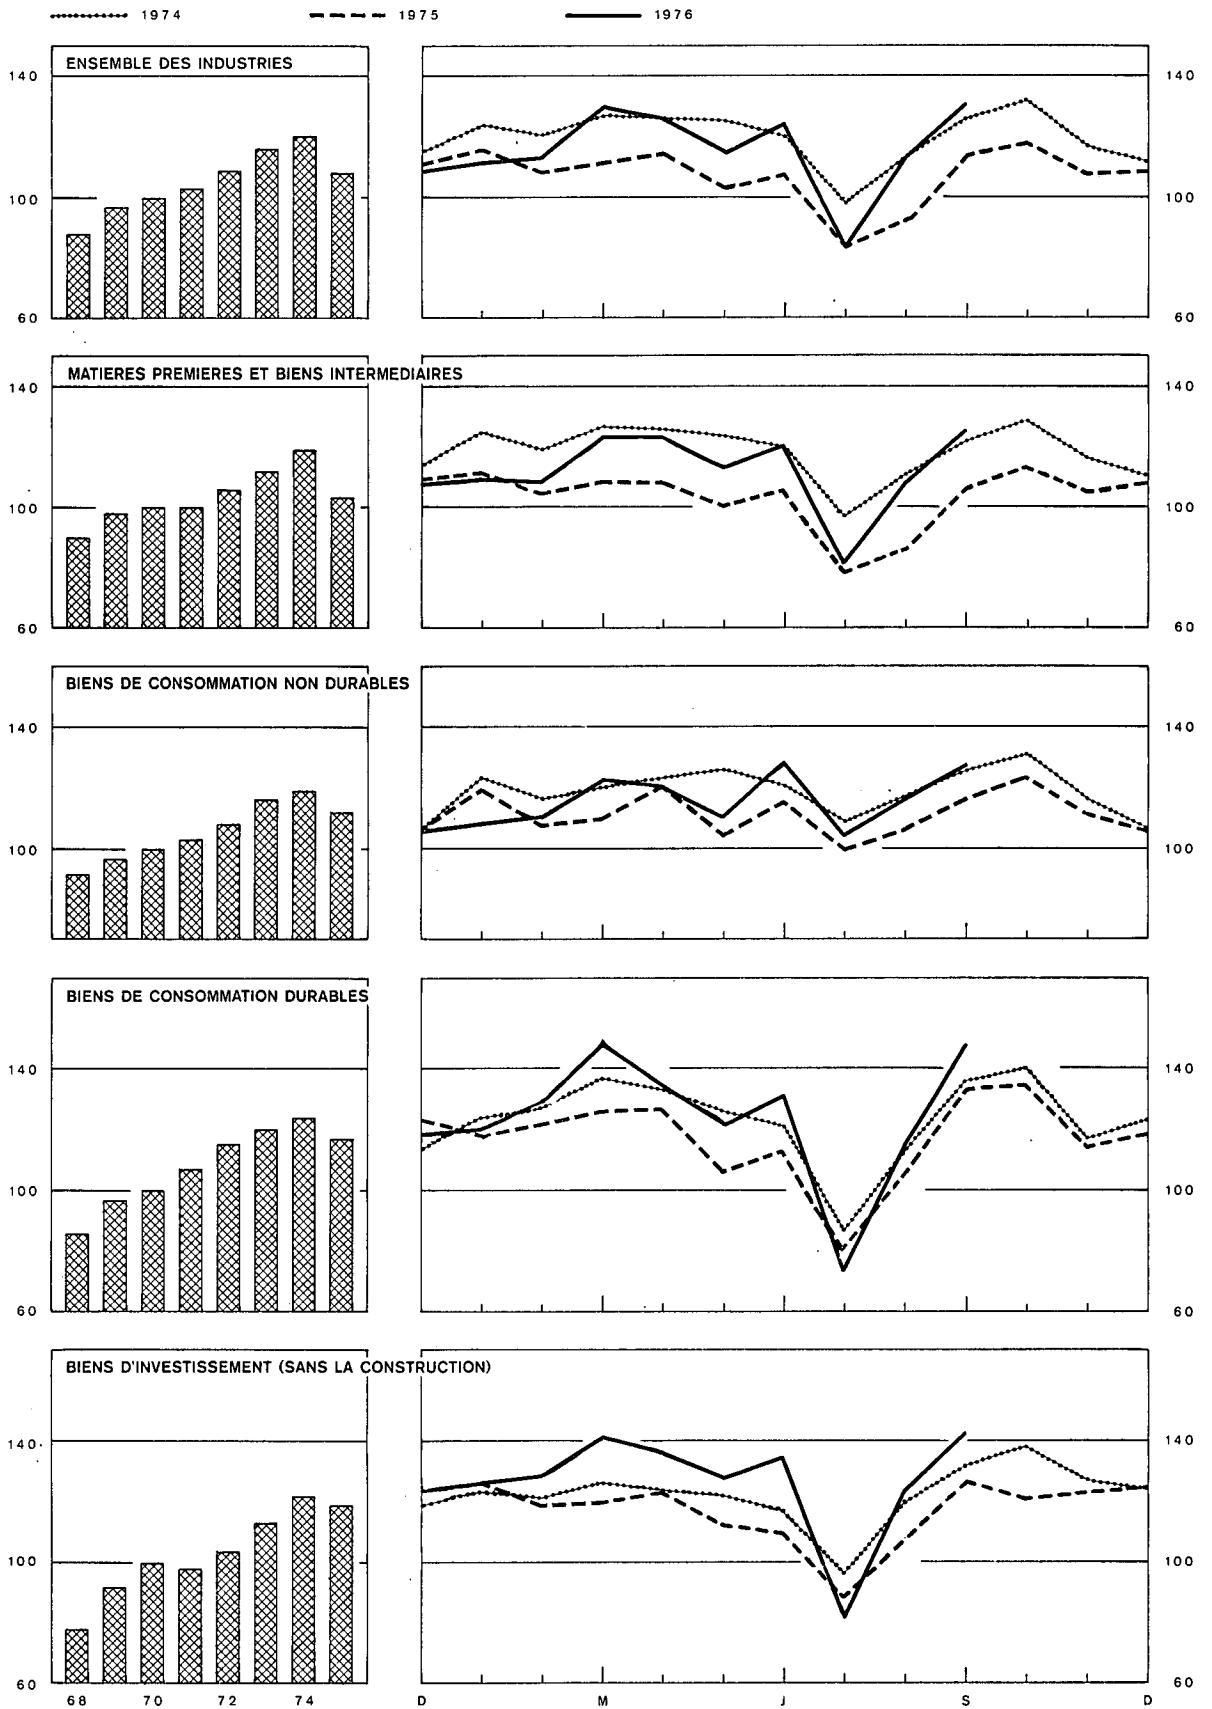 1974 1975 1976
ENSEMBLE DES INDUSTRIES
140 140
100 100
60 60
MATIERES PREMIERES ET BIENS INTERMEDIAIRES
140 140
100 100
60 60
BIENS DE CONSOMMATION NON DURABLES
140 140
100 100
BIENS DE CONSOMMATION DURABLES
140 140
100 100
60 60
BIENS D'INVESTISSEMENT (SANS LA CONSTRUCTION)
140 140
100 100
60 60
68 70 72 74 D M J S D